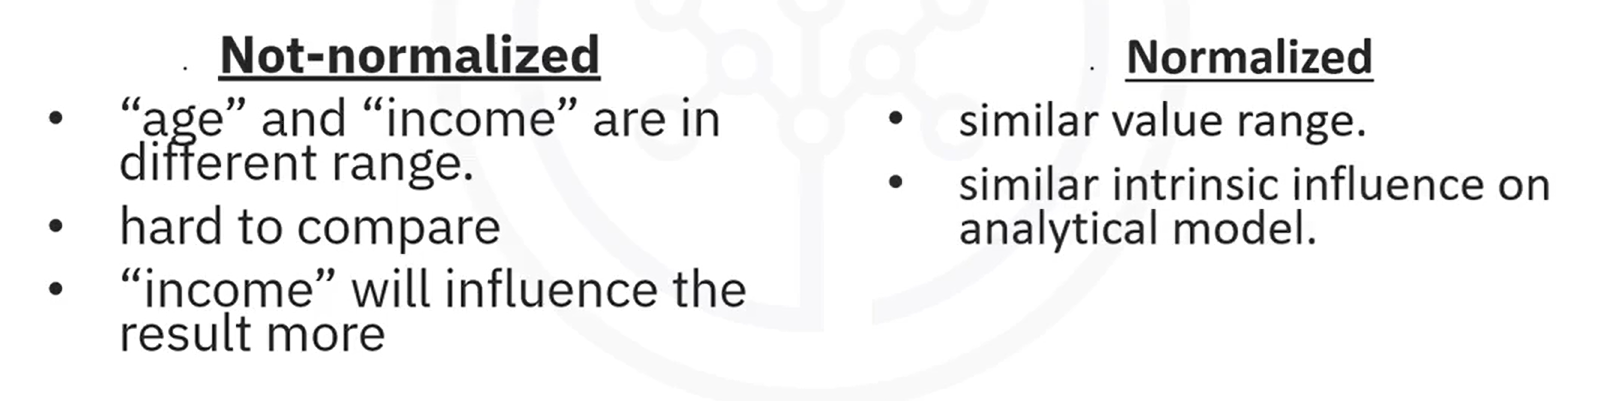 Not-normalized
• “age” and “income” are in
different range.
• hard to compare
• “income” will influence the
result more
Normalized
• similar value range.
• similar intrinsic influence on
analytical model.